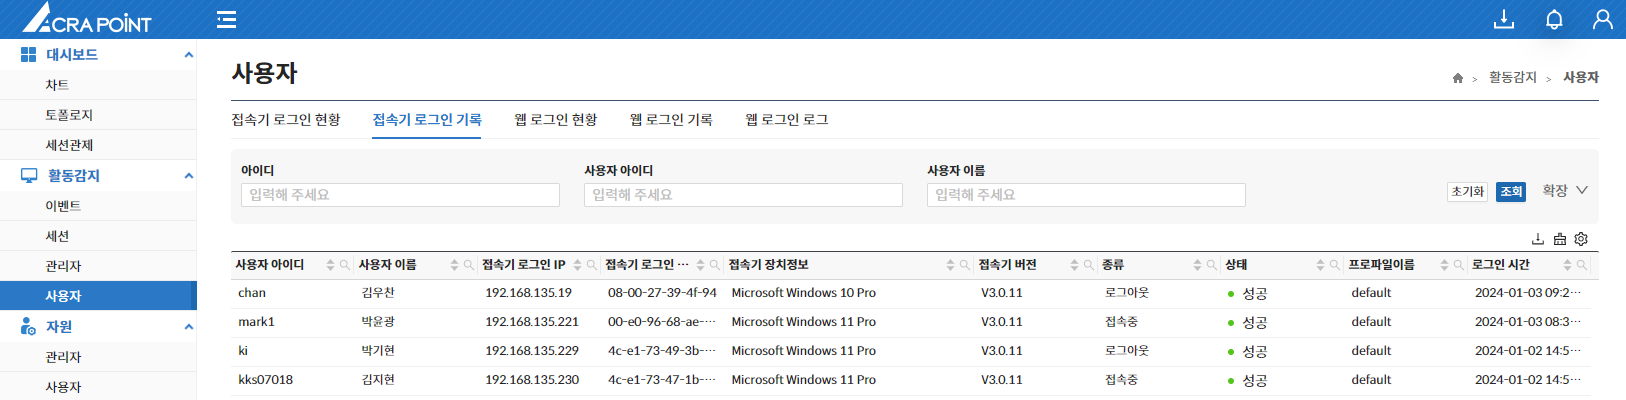 ACRA POINT
대시보드
차트
토폴로지
세션관제
활동감지
이벤트
세션
관리자
사용자
자원
관리자
사용자
사용자
> 활동감지 > 사용자
접속기 로그인 현황 접속기 로그인 기록 웹 로그인 현황 웹 로그인 기록 웹 로그인 로그
아이디 사용자 아이디 사용자 이름
입력해 주세요 입력해 주세요 입력해 주세요 초기화 조회 확장
사용자 아이디 사용자 이름 접속기 로그인 IP 접속기 로그인 ··· 접속기 장치정보 접속기 버전 종류 상태 프로파일이름 로그인 시간
chan 김우찬 192.168.135.19 08-00-27-39-4f-94 Microsoft Windows 10 Pro V3.0.11 로그아웃 성공 default 2024-01-03 09:2···
mark1 박윤광 192.168.135.221 00-e0-96-68-ae-··· Microsoft Windows 11 Pro V3.0.11 접속중 성공 default 2024-01-03 08:3···
ki 박기현 192.168.135.229 4c-e1-73-49-3b-··· Microsoft Windows 11 Pro V3.0.11 로그아웃 성공 default 2024-01-02 14:5···
kks07018 김지현 192.168.135.230 4c-e1-73-47-1b-··· Microsoft Windows 11 Pro V3.0.11 접속중 성공 default 2024-01-02 14:5···